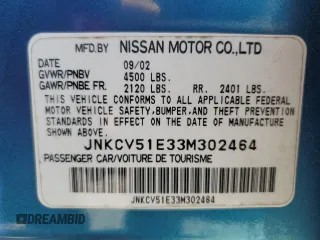 MFD BY NISSAN MOTOR CO.,LTD
DATE 09/02
GVWR/PNBV 4500 LBS.
GAWR/PNBE FR. 2120 LBS. RR. 2401 LBS.
THIS VEHICLE CONFORMS TO ALL APPLICABLE FEDERAL
MOTOR VEHICLE SAFETY,BUMPER,AND THEFT PREVENTION
STANDARDS IN EFFECT ON THE DATE OF MANUFACTURE
SHOWN ABOVE.
JNKCV51E33M302464
PASSENGER CAR/VOITURE DE TOURISME
JNKCV51E33M302464
DREAMBID